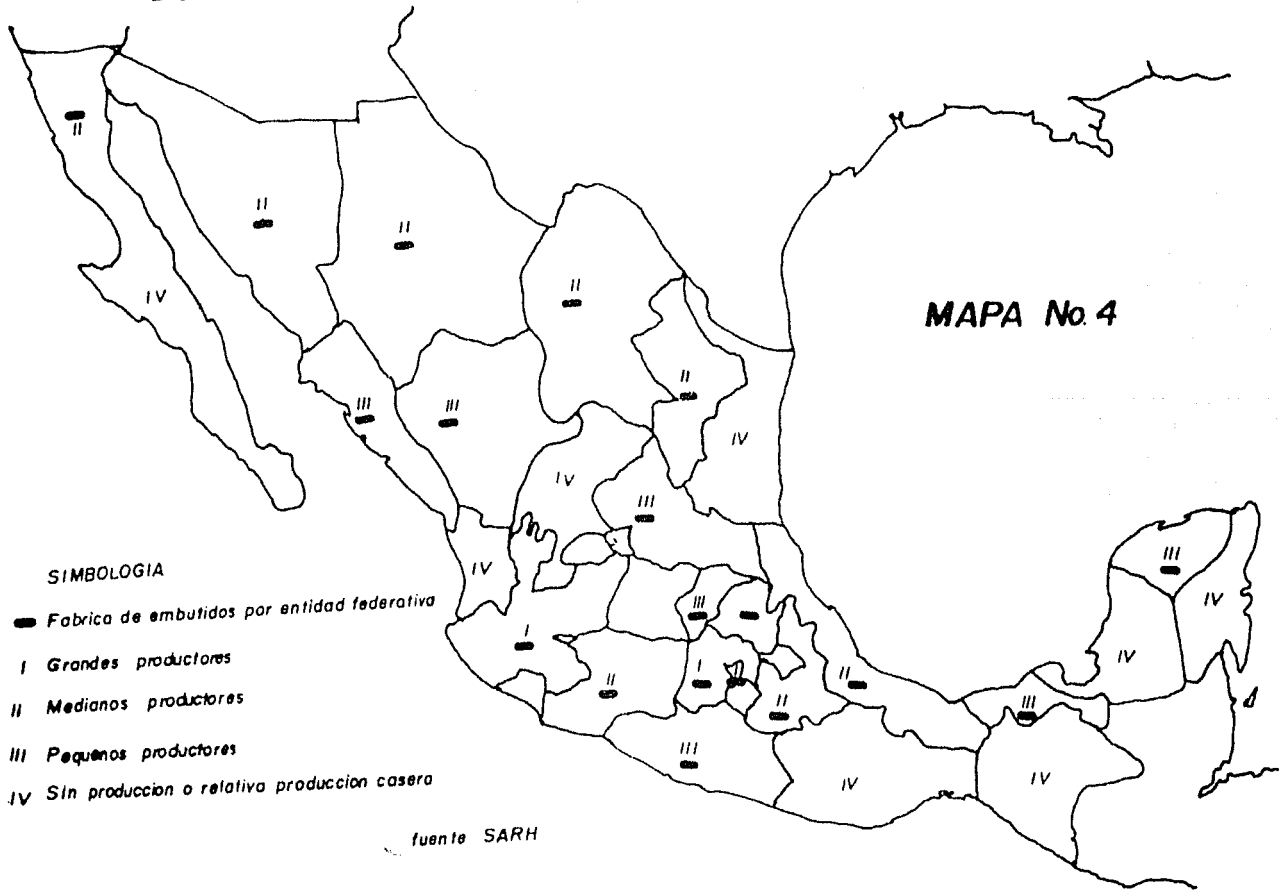 II
II
II
II
IV
MAPA No. 4
II
III
III
IV
IV
III
III
SIMBOLOGIA
IV
IV
Fabrica de embutidos por entidad federativa
III
I
I Grandes productores
I
II
IV
II
II
II Medianos productores
II
III
III
III Pequenos productores
IV
IV
IV Sin produccion o relativa produccion casera
fuente SARH